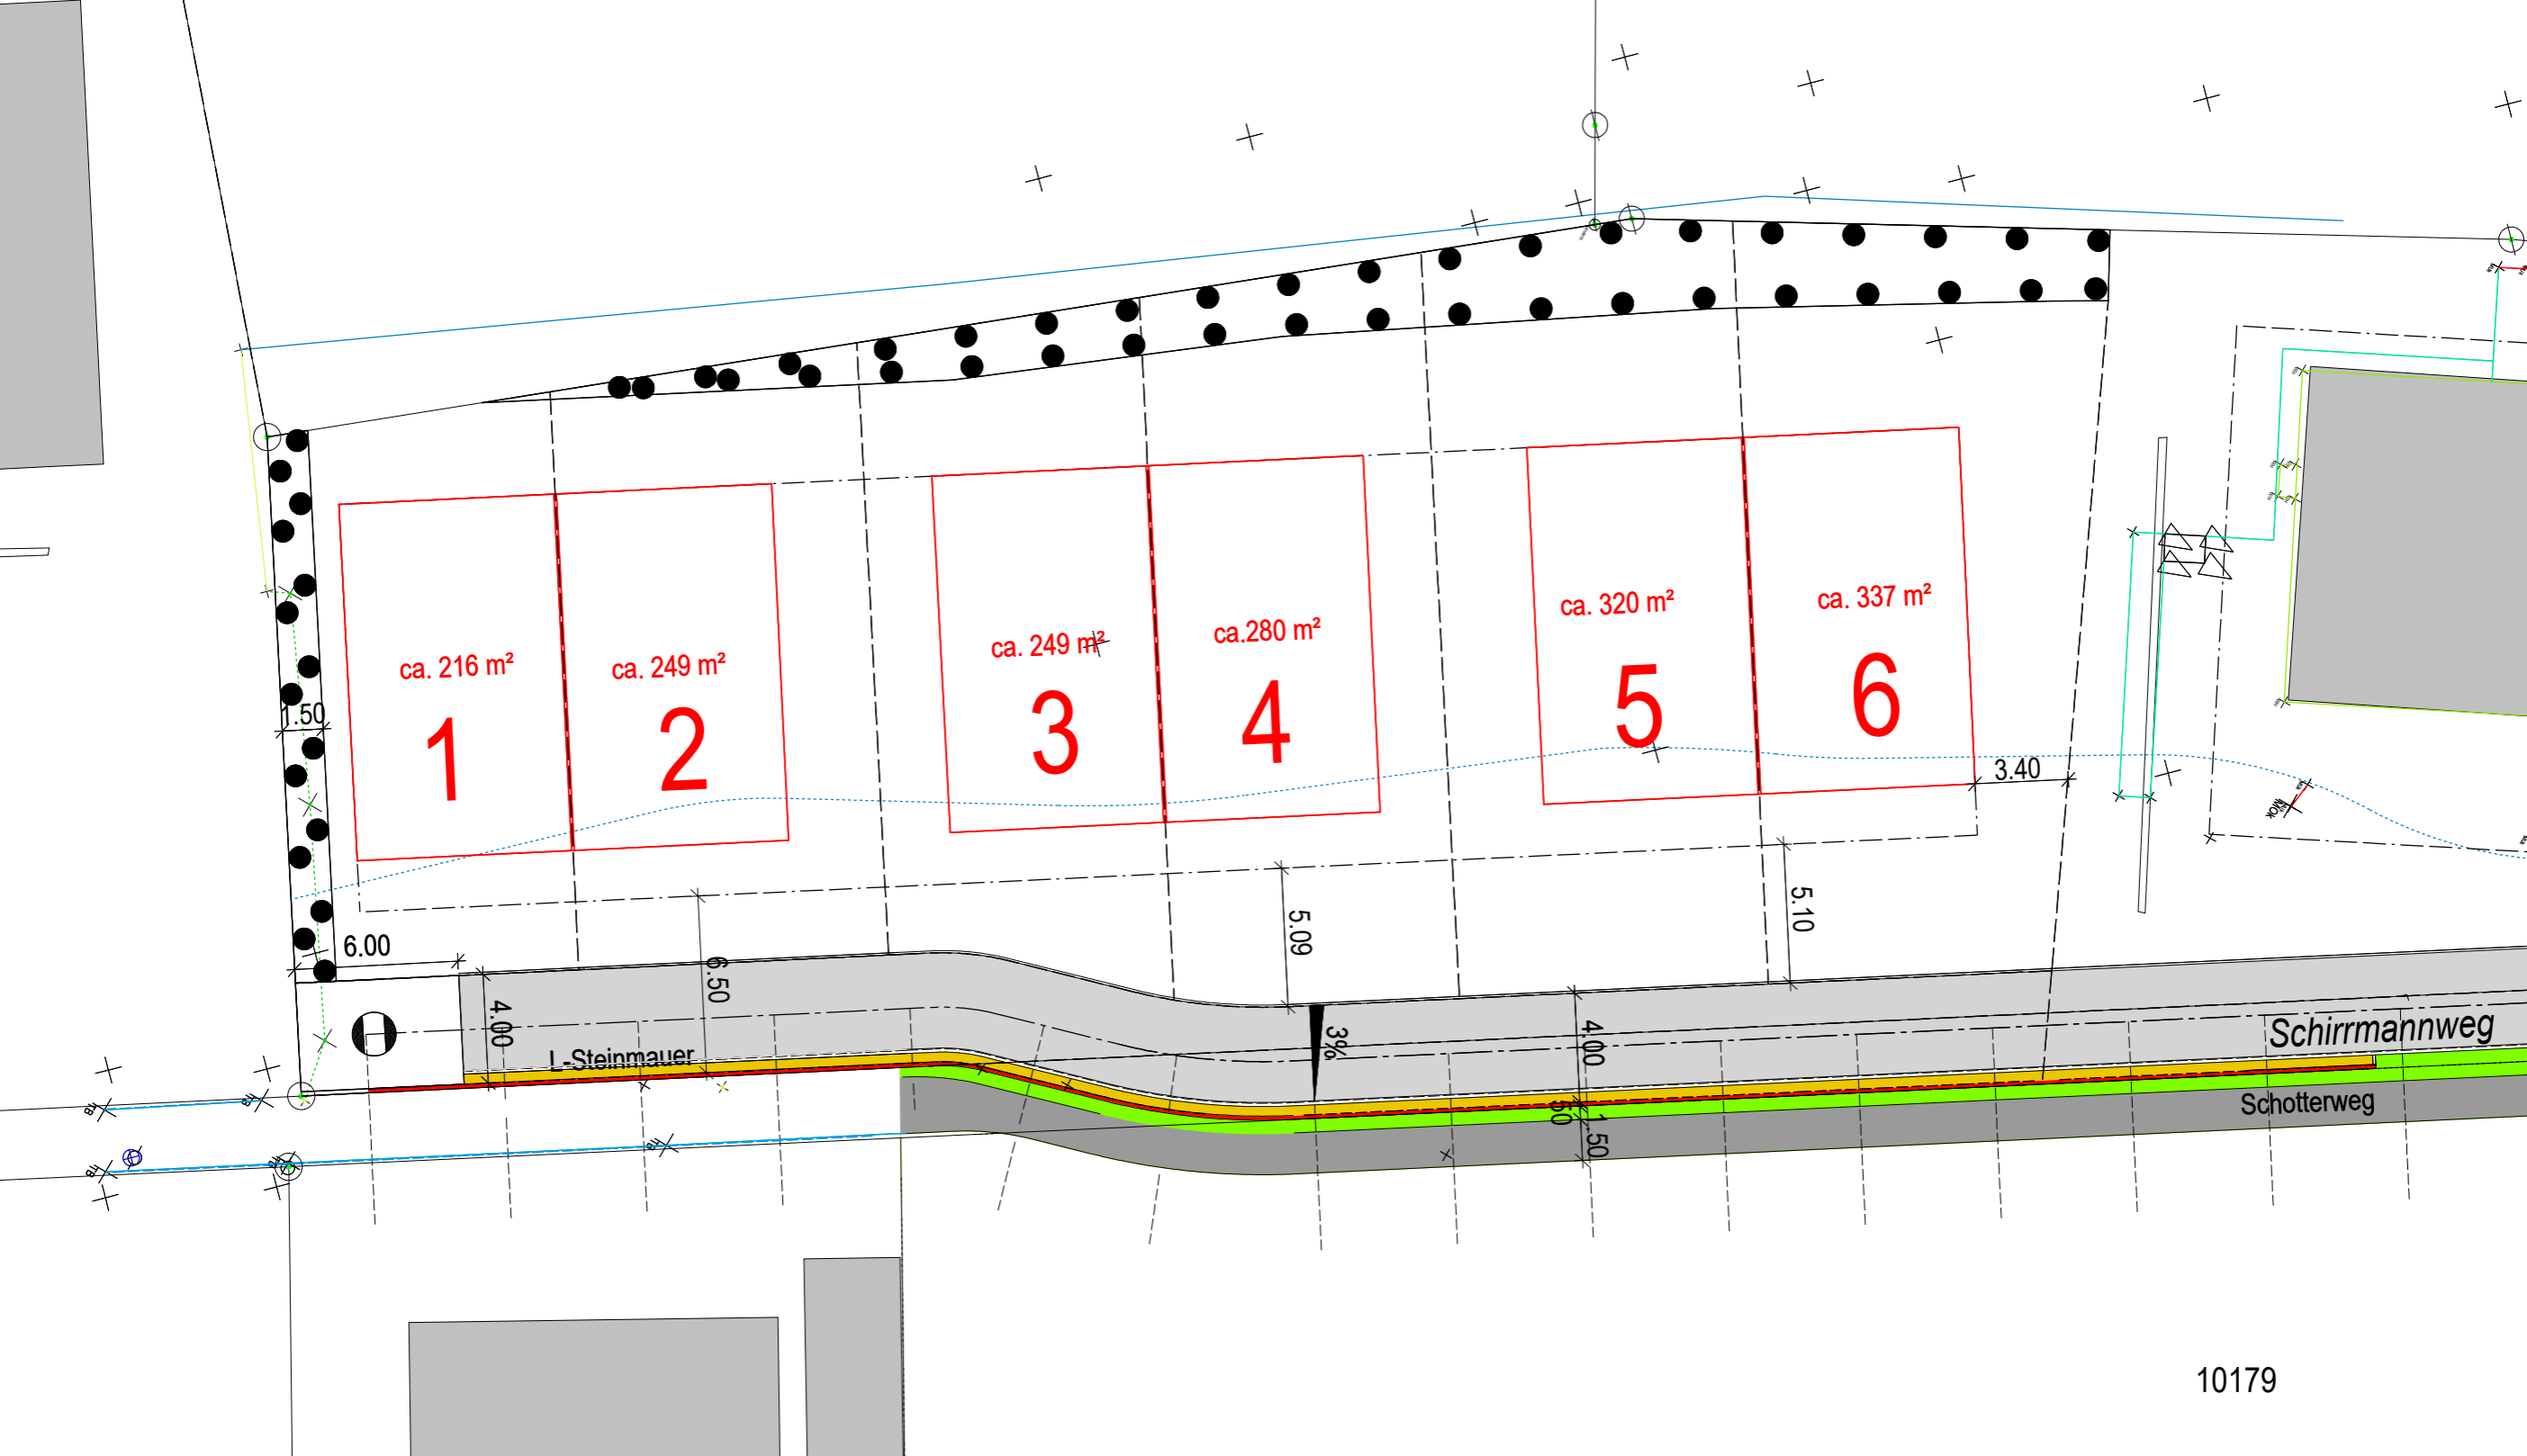 ca. 216 m²
1
ca. 249 m²
2
ca. 249 m²
3
ca.280 m²
4
ca. 320 m²
5
ca. 337 m²
6
1.50
3.40
6.00
6.50
5.09
5.10
4.00
L-Steinmauer
3%
4.00
50
1.50
Schirrmannweg
Schotterweg
10179